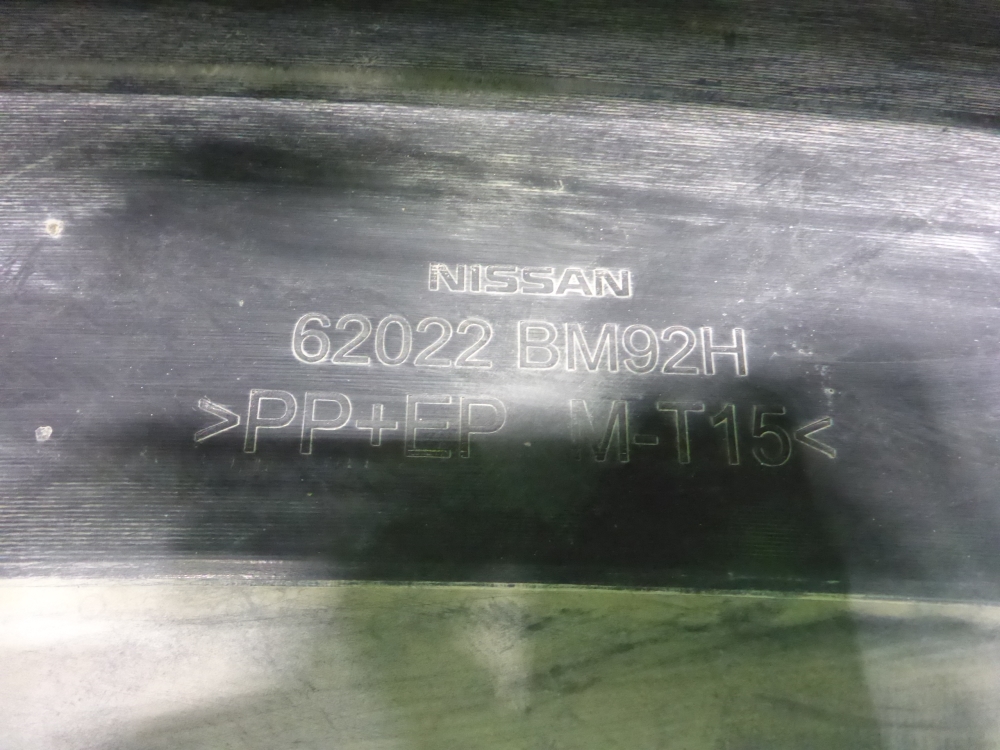 NISSAN
62022 BM92H
>PP+EP M-T15<